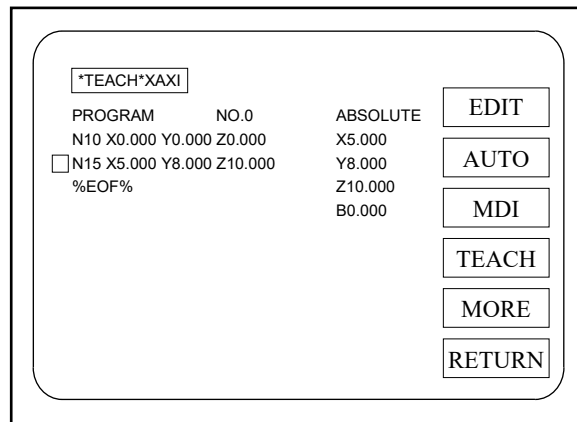 *TEACH*XAXI
PROGRAM NO.0 ABSOLUTE
N10 X0.000 Y0.000 Z0.000 X5.000
N15 X5.000 Y8.000 Z10.000 Y8.000
%EOF% Z10.000
B0.000
EDIT
AUTO
MDI
TEACH
MORE
RETURN